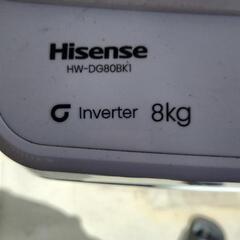 Hisense
HW-DG80BK1
Inverter 8kg